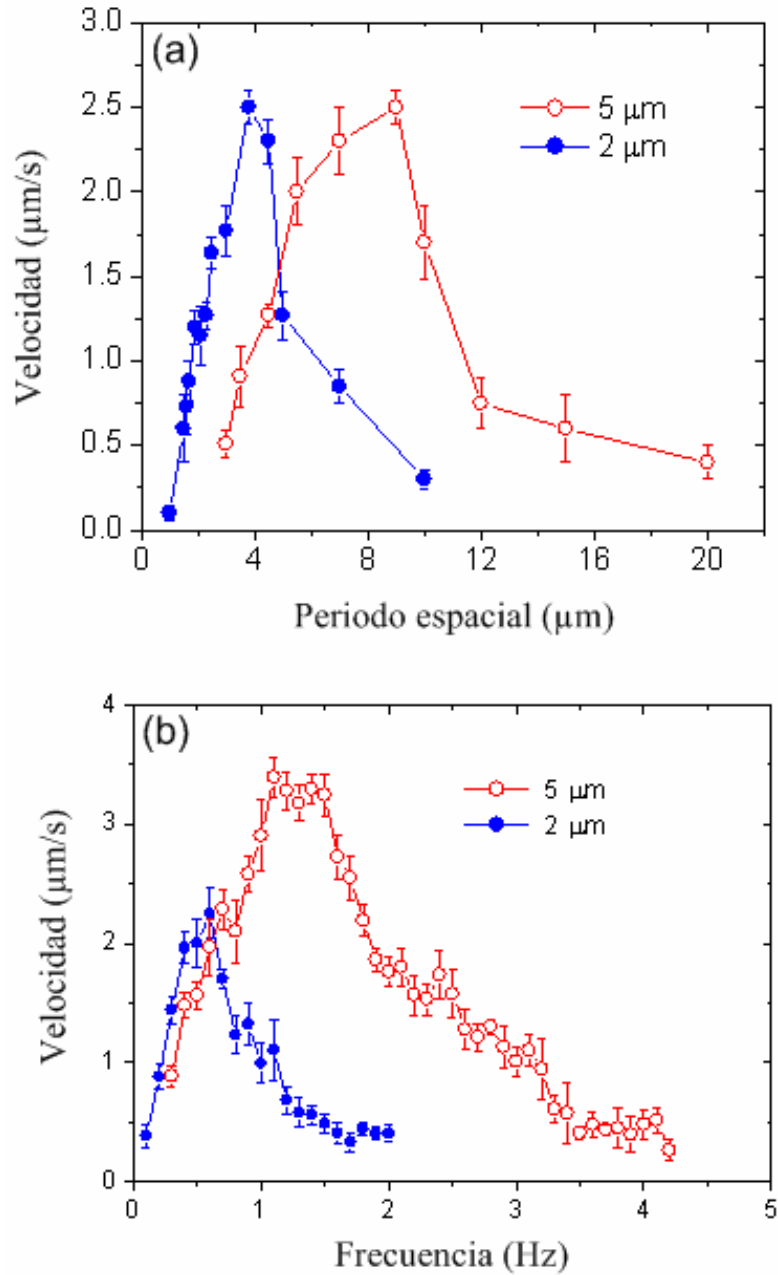 (a)
5 µm
2 µm
Velocidad (µm/s)
3.0
2.5
2.0
1.5
1.0
0.5
0.0
0 4 8 12 16 20
Periodo espacial (µm)
(b)
5 µm
2 µm
Velocidad (µm/s)
4
3
2
1
0
0 1 2 3 4 5
Frecuencia (Hz)